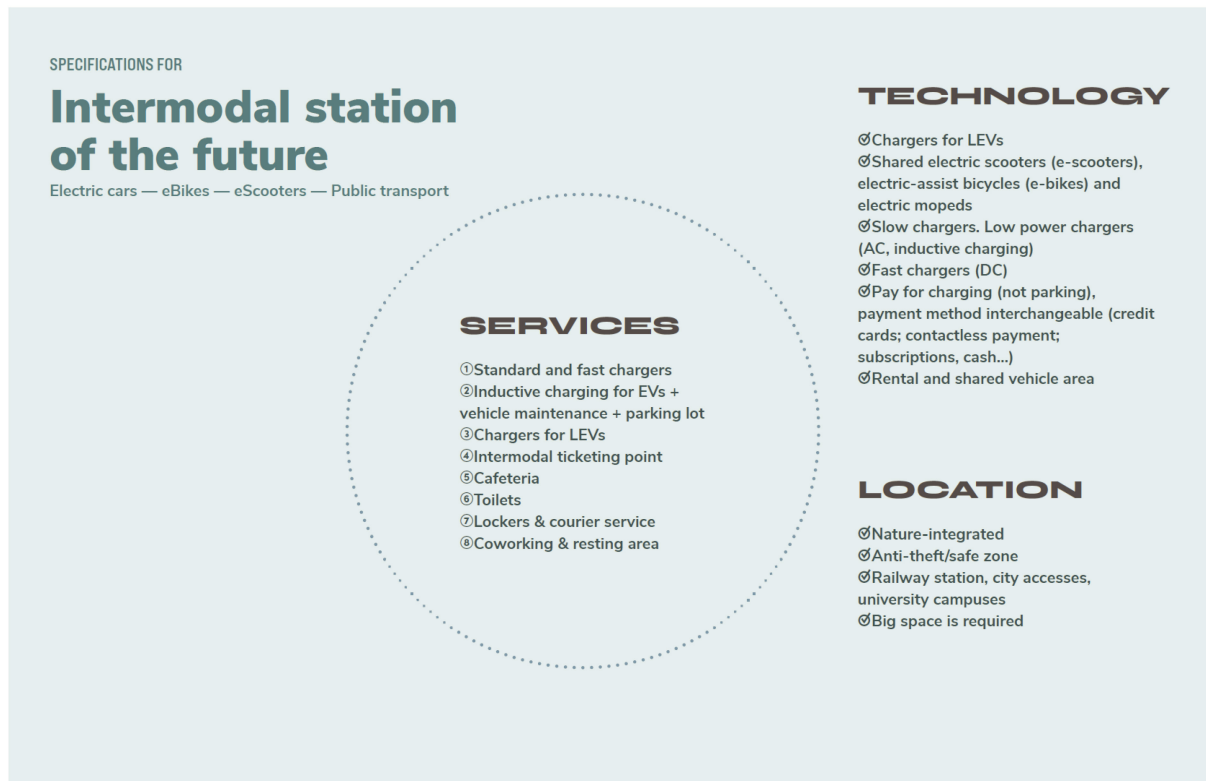 SPECIFICATIONS FOR
Intermodal station
of the future
Electric cars — eBikes — eScooters — Public transport
SERVICES
①Standard and fast chargers
②Inductive charging for EVs +
vehicle maintenance + parking lot
③Chargers for LEVs
④Intermodal ticketing point
⑤Cafeteria
⑥Toilets
⑦Lockers & courier service
⑧Coworking & resting area
TECHNOLOGY
☑Chargers for LEVs
☑Shared electric scooters (e-scooters),
electric-assist bicycles (e-bikes) and
electric mopeds
☑Slow chargers. Low power chargers
(AC, inductive charging)
☑Fast chargers (DC)
☑Pay for charging (not parking),
payment method interchangeable (credit
cards; contactless payment;
subscriptions, cash...)
☑Rental and shared vehicle area
LOCATION
☑Nature-integrated
☑Anti-theft/safe zone
☑Railway station, city accesses,
university campuses
☑Big space is required